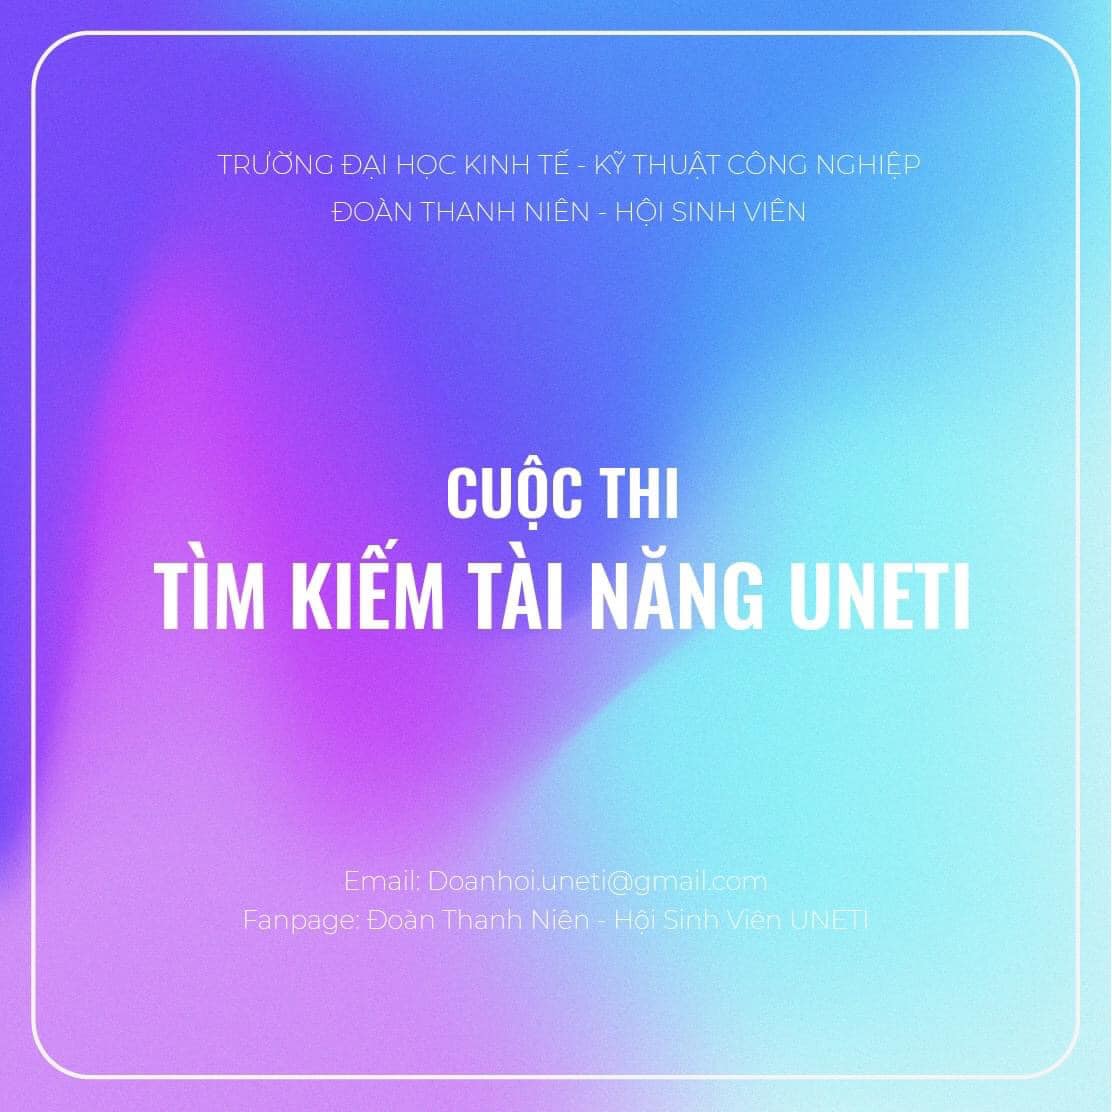 TRƯỜNG ĐẠI HỌC KINH TẾ - KỸ THUẬT CÔNG NGHIỆP
ĐOÀN THANH NIÊN - HỘI SINH VIÊN
CUỘC THI
TÌM KIẾM TÀI NĂNG UNETI
Email: Doanhoi.uneti@gmail.com
Fanpage: Đoàn Thanh Niên - Hội Sinh Viên UNETI